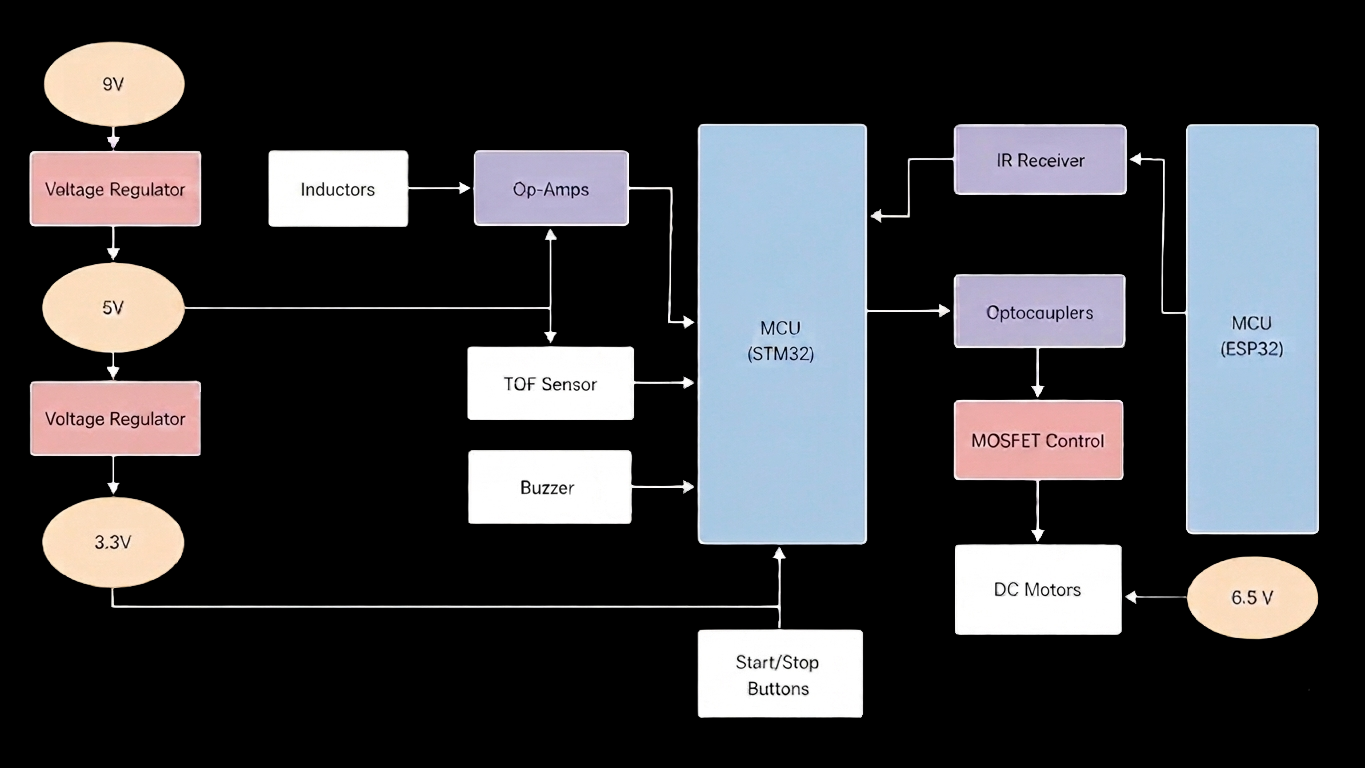 9V
Voltage Regulator
5V
Voltage Regulator
3.3V
Inductors
Op-Amps
TOF Sensor
Buzzer
MCU
(STM32)
Start/Stop
Buttons
IR Receiver
Optocouplers
MOSFET Control
DC Motors
MCU
(ESP32)
6.5 V